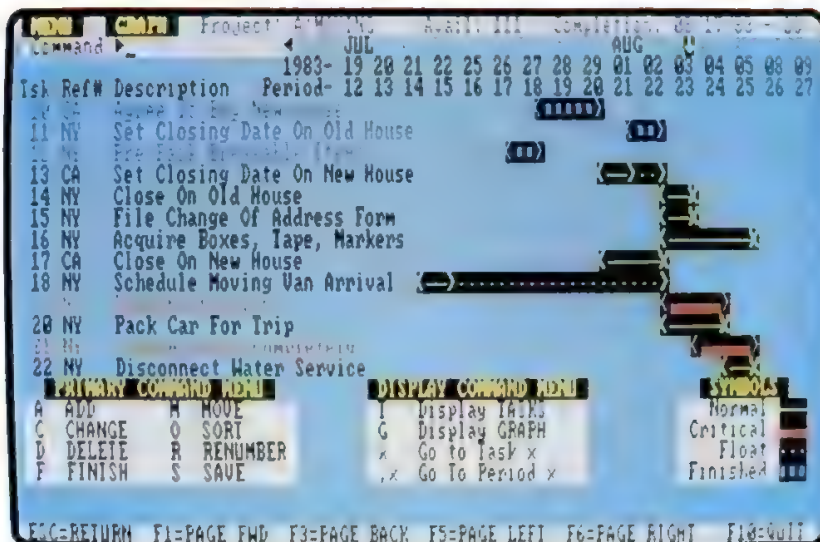 MENU GRAPH Project: Avail: III Completion:
Command
JUL AUG
1983- 19 20 21 22 25 26 27 28 29 01 02 03 04 05 08 09
Tsk Ref# Description Period- 12 13 14 15 16 17 18 19 20 21 22 23 24 25 26 27
11 NY Set Closing Date On Old House
13 CA Set Closing Date On New House
14 NY Close On Old House
15 NY File Change Of Address Form
16 NY Acquire Boxes, Tape, Markers
17 CA Close On New House
18 NY Schedule Moving Van Arrival
20 NY Pack Car For Trip
22 NY Disconnect Water Service
PRIMARY COMMAND MENU DISPLAY COMMAND MENU SYMBOLS
A ADD M MOVE T Display TASKS Normal
C CHANGE O SORT G Display GRAPH Critical
D DELETE R RENUMBER x Go to Task x Float
F FINISH S SAVE ,x Go To Period x Finished
ESC=RETURN F1=PAGE FWD F3=PAGE BACK F5=PAGE LEFT F6=PAGE RIGHT F10=QUIT